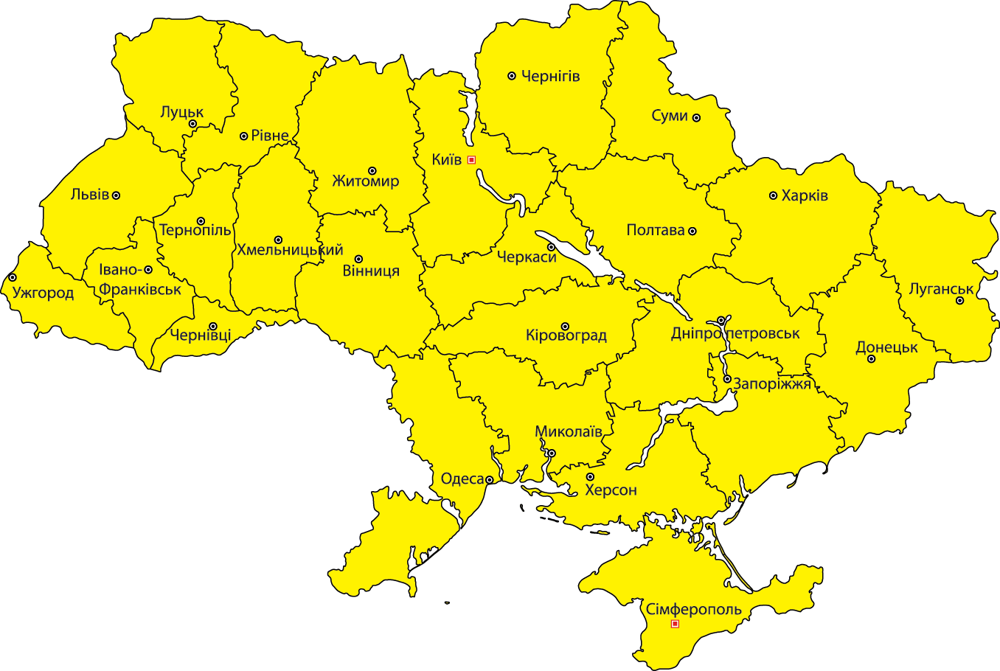 Чернігів
Луцьк
Суми
Рівне
Київ
Житомир
Львів
Харків
Тернопіль
Полтава
Хмельницький
Черкаси
Вінниця
Івано-
Франківськ
Ужгород
Луганськ
Чернівці
Кіровоград
Дніпропетровськ
Донецьк
Запоріжжя
Миколаїв
Одеса
Херсон
Сімферополь